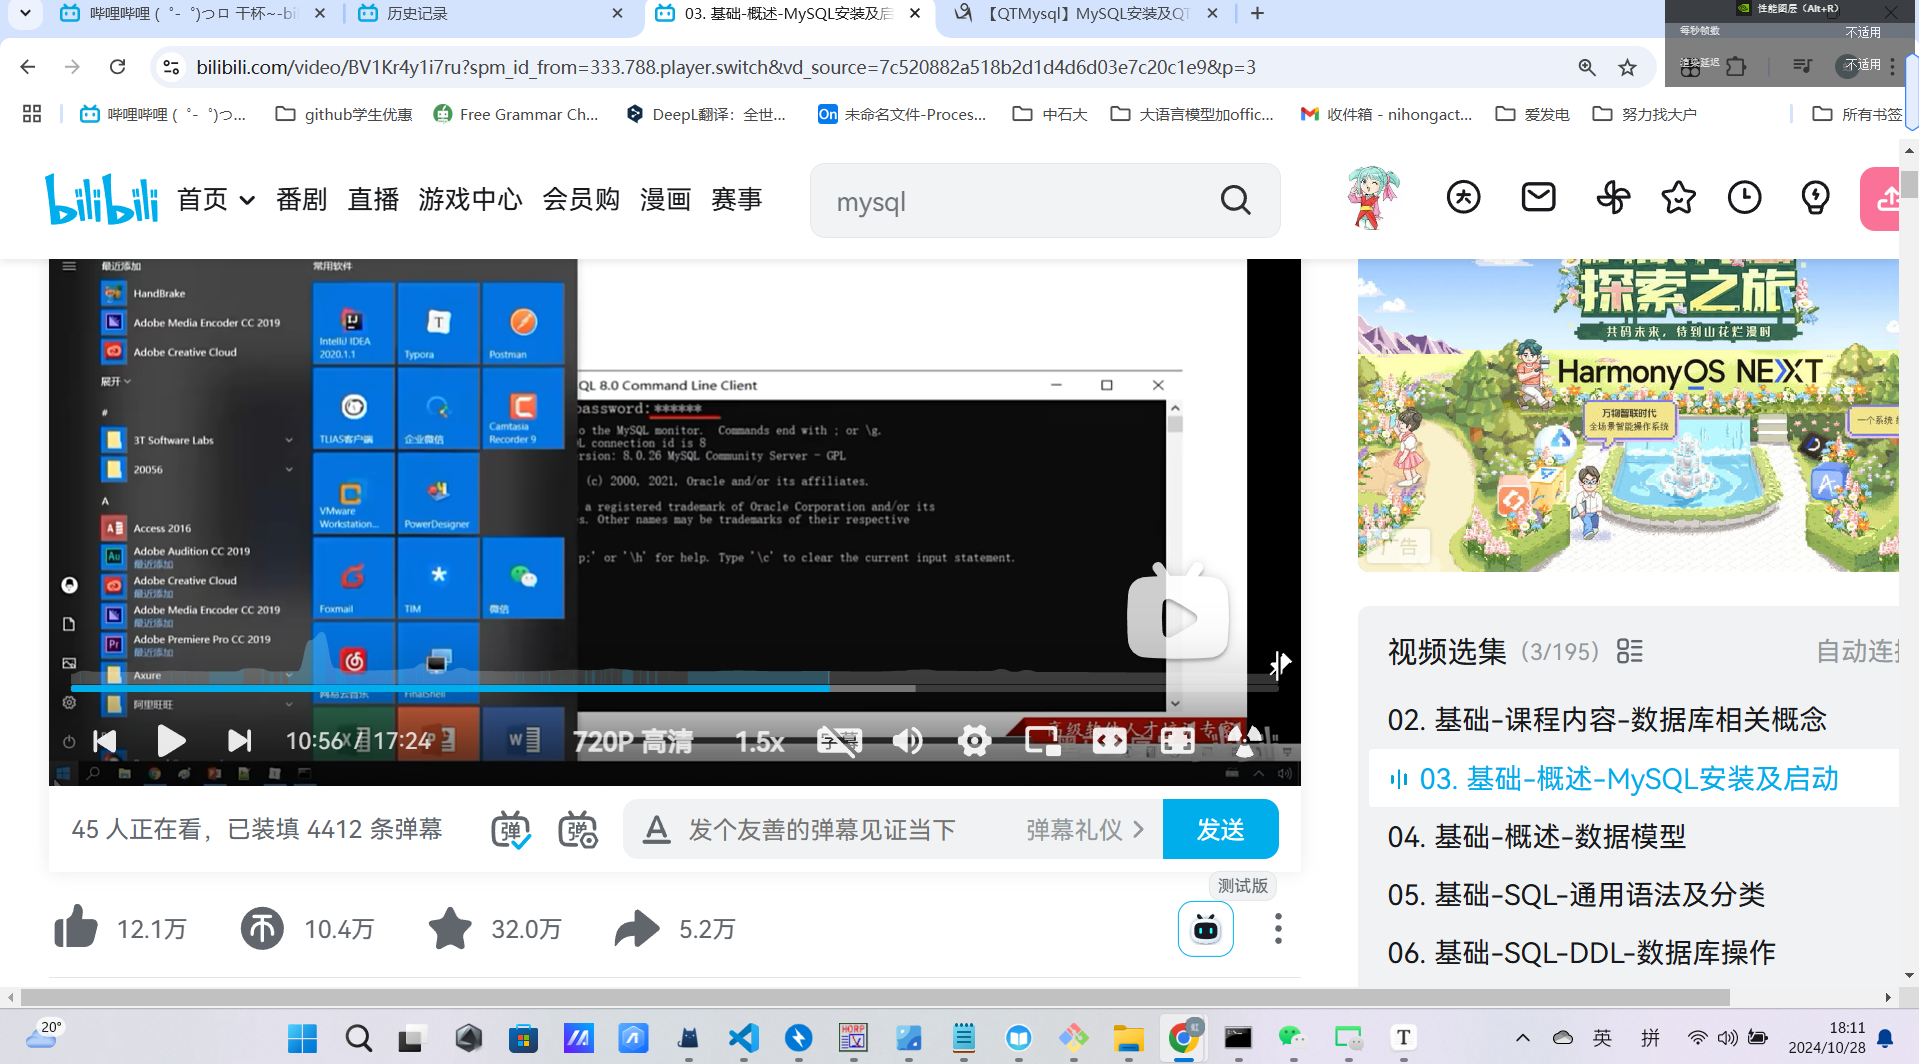 哔哩哔哩 (゜-゜)つロ 干杯~-bi
历史记录
03. 基础-概述-MySQL安装及启
【QTMysql】MySQL安装及QT
性能图层 (Alt+R)
每秒帧数
不适用
不适用
bilibili.com/video/BV1Kr4y1i7ru?spm_id_from=333.788.player.switch&vd_source=7c520882a518b2d1d4d6d03e7c20c1e9&p=3
哔哩哔哩 (゜-゜)つ...
github学生优惠
Free Grammar Ch...
DeepL翻译：全世...
On
未命名文件-Proces...
中石大
大语言模型加offic...
收件箱 - nihongact...
爱发电
努力找大户
所有书签
bilibili
首页
番剧
直播
游戏中心
会员购
漫画
赛事
mysql
最近添加
常用软件
HandBrake
Adobe Media Encoder CC 2019
Adobe Creative Cloud
展开
#
3T Software Labs
20056
A
Access 2016
Adobe Audition CC 2019
最近添加
Adobe Creative Cloud
最近添加
Adobe Media Encoder CC 2019
最近添加
Adobe Premiere Pro CC 2019
最近添加
Axure
阿里旺旺
IntelliJ IDEA
2020.1.1
Typora
Postman
TLIAS客户端
企业微信
Camtasia
Recorder 9
VMware
Workstation...
PowerDesigner
Foxmail
TIM
微信
网易云音乐
FinalShell
QL 8.0 Command Line Client
password:******
o the MySQL monitor.  Commands end with ; or \g.
L connection id is 8
ersion: 8.0.26 MySQL Community Server - GPL
(c) 2000, 2021, Oracle and/or its affiliates.
a registered trademark of Oracle Corporation and/or its
s. Other names may be trademarks of their respective
p;' or '\h' for help. Type '\c' to clear the current input statement.
10:56 / 17:24
720P 高清
1.5x
字幕
45 人正在看，已装填 4412 条弹幕
发个友善的弹幕见证当下
弹幕礼仪
发送
测试版
12.1万
10.4万
32.0万
5.2万
探索之旅
共码未来，待到山花烂漫时
HarmonyOS NEXT
万物智联时代
全场景智能操作系统
一个系统
广告
视频选集
（3/195）
自动连
02. 基础-课程内容-数据库相关概念
03. 基础-概述-MySQL安装及启动
04. 基础-概述-数据模型
05. 基础-SQL-通用语法及分类
06. 基础-SQL-DDL-数据库操作
20°
英
拼
18:11
2024/10/28